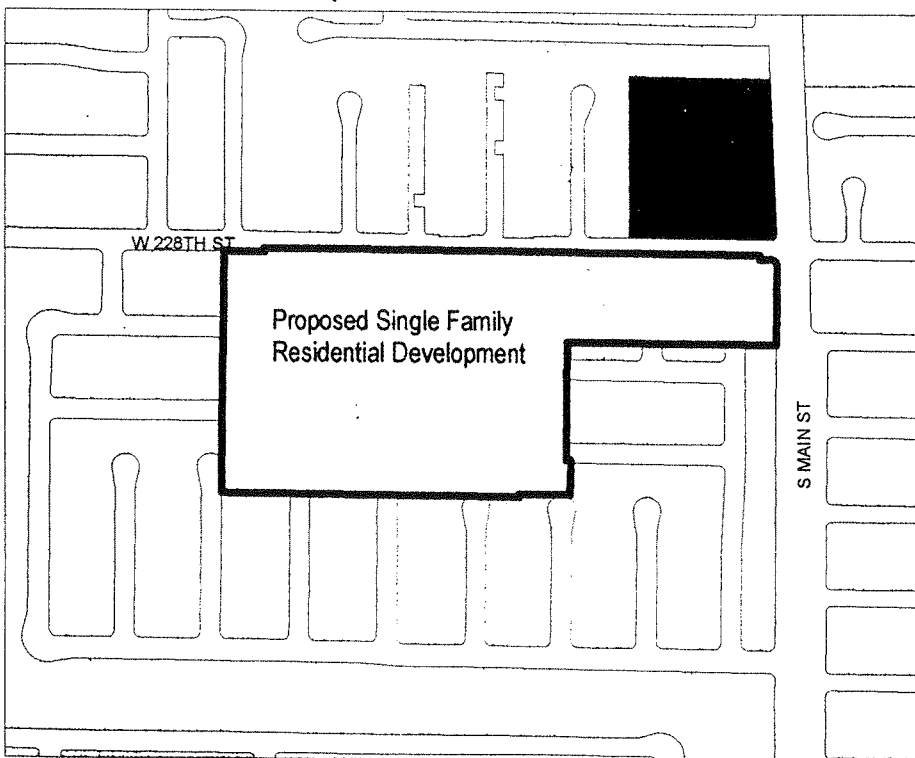 W 228TH ST
Proposed Single Family
Residential Development
S MAIN ST